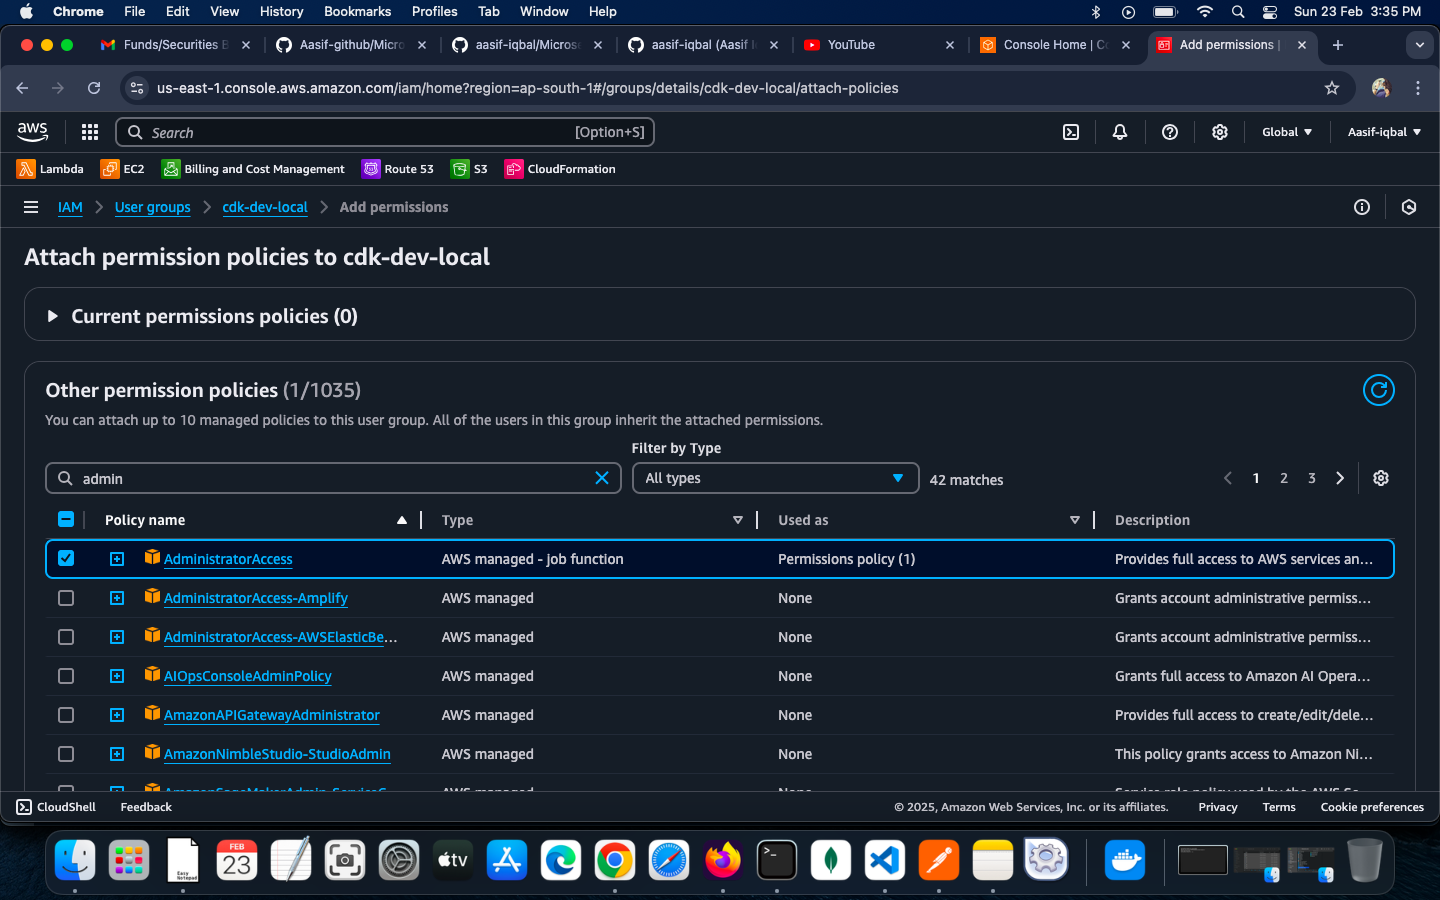 Chrome File Edit View History Bookmarks Profiles Tab Window Help Sun 23 Feb 3:35 PM
Funds/Securities B Aasif-github/Micro aasif-iqbal/Micros aasif-iqbal (Aasif I YouTube Console Home | C Add permissions |
us-east-1.console.aws.amazon.com/iam/home?region=ap-south-1#/groups/details/cdk-dev-local/attach-policies
aws Search [Option+S] Global Aasif-iqbal
Lambda EC2 Billing and Cost Management Route 53 S3 CloudFormation
IAM User groups cdk-dev-local Add permissions
Attach permission policies to cdk-dev-local
Current permissions policies (0)
Other permission policies (1/1035)
You can attach up to 10 managed policies to this user group. All of the users in this group inherit the attached permissions.
Filter by Type
admin All types 42 matches 1 2 3
Policy name Type Used as Description
AdministratorAccess AWS managed - job function Permissions policy (1) Provides full access to AWS services an...
AdministratorAccess-Amplify AWS managed None Grants account administrative permiss...
AdministratorAccess-AWSElasticBe... AWS managed None Grants account administrative permiss...
AIOpsConsoleAdminPolicy AWS managed None Grants full access to Amazon AI Opera...
AmazonAPIGatewayAdministrator AWS managed None Provides full access to create/edit/dele...
AmazonNimbleStudio-StudioAdmin AWS managed None This policy grants access to Amazon Ni...
CloudShell Feedback © 2025, Amazon Web Services, Inc. or its affiliates. Privacy Terms Cookie preferences
FEB
23
Easy
Notepad
tv